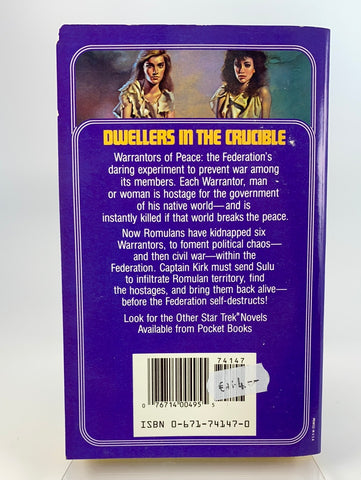 DWELLERS IN THE CRUCIBLE
Warrantors of Peace: the Federation's
daring experiment to prevent war among
its members. Each Warrantor, man
or woman is hostage for the government
of his native world—and is
instantly killed if that world breaks the peace.
Now Romulans have kidnapped six
Warrantors, to foment political chaos—
and then civil war—within the
Federation. Captain Kirk must send Sulu
to infiltrate Romulan territory, find
the hostages, and bring them back alive—
before the Federation self-destructs!
Look for the Other Star Trek® Novels
Available from Pocket Books
74147
0 76714 00495 5
ISBN 0-671-74147-0